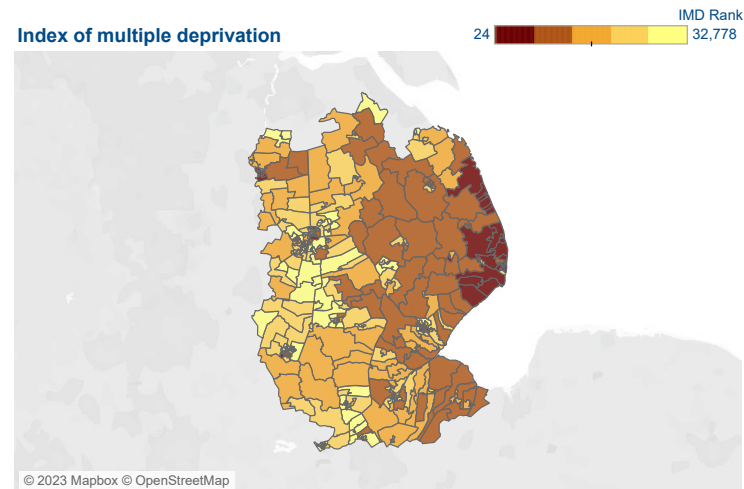 IMD Rank
Index of multiple deprivation
24 32,778
© 2023 Mapbox © OpenStreetMap